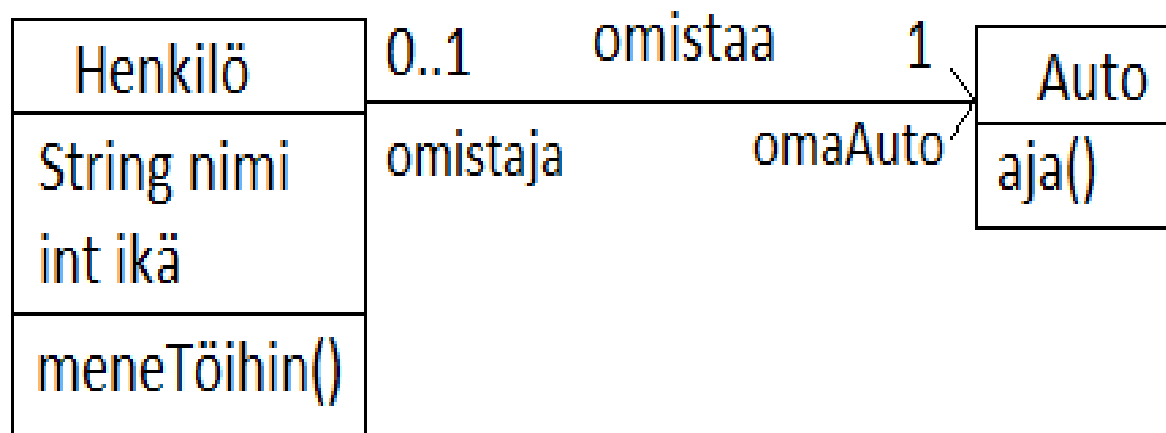 Henkilö
String nimi
int ikä
meneTöihin()
0..1 omistaa 1
omistaja omaAuto
Auto
aja()